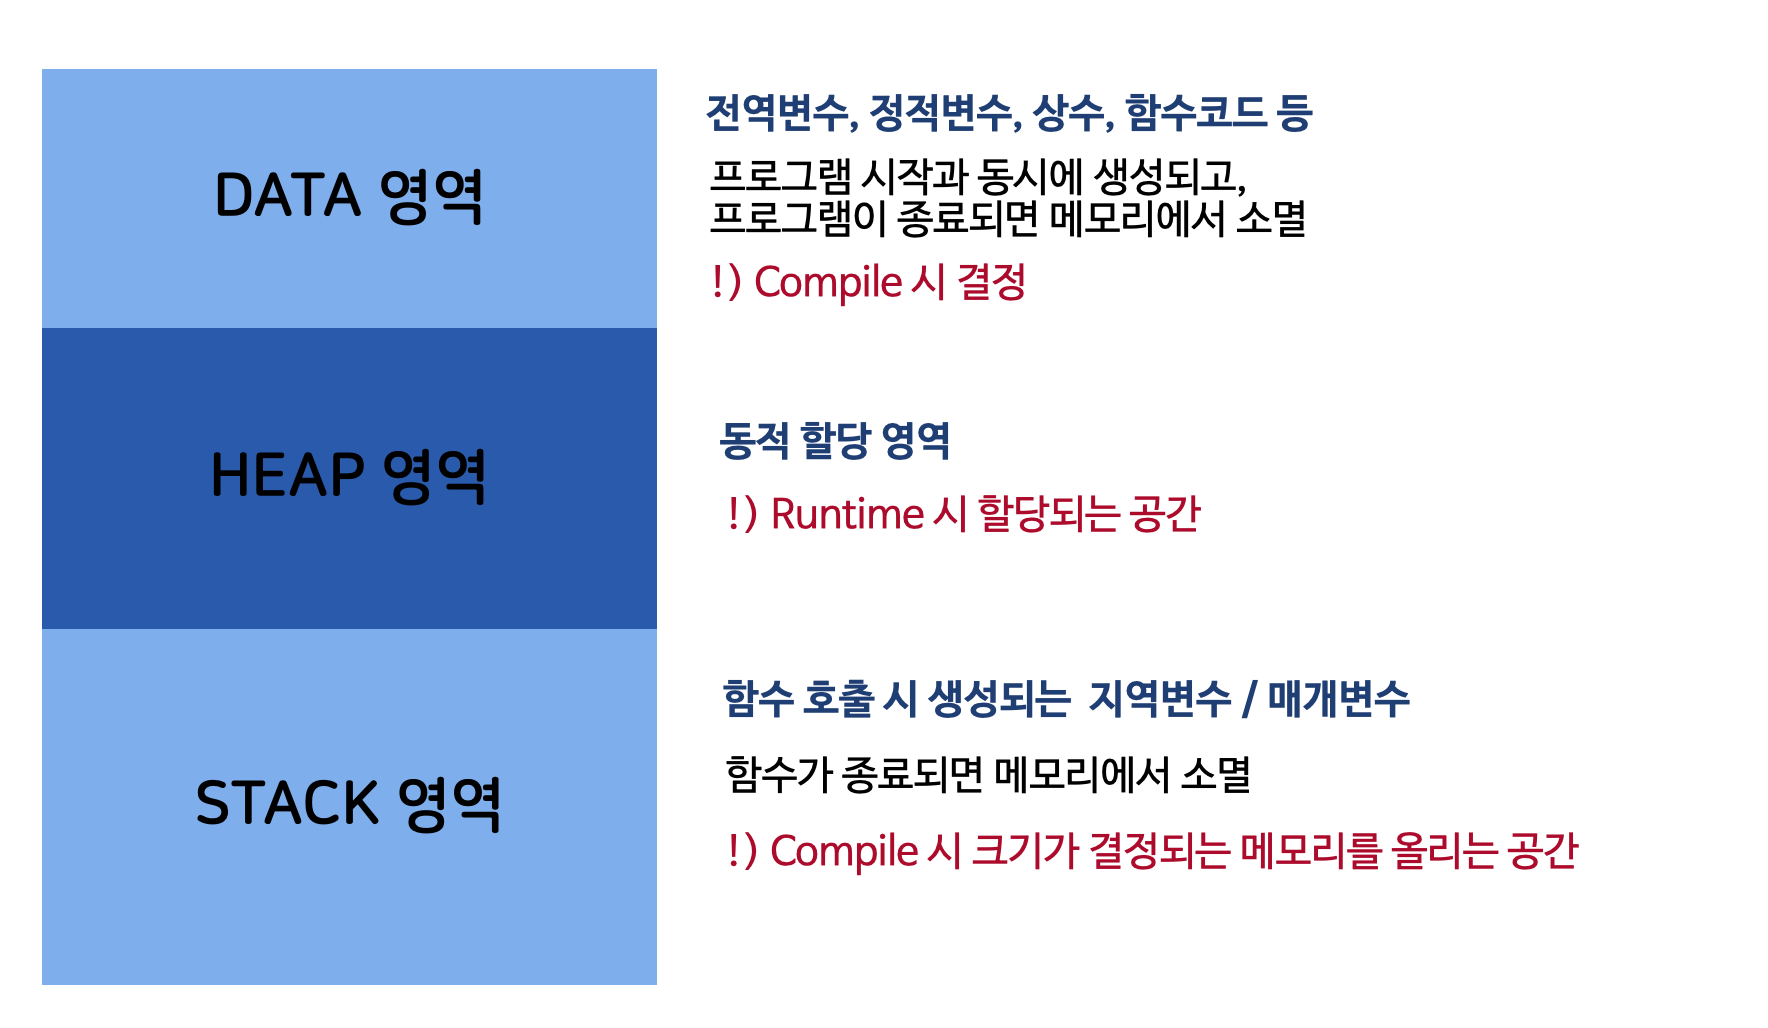 DATA 영역
전역변수, 정적변수, 상수, 함수코드 등
프로그램 시작과 동시에 생성되고,
프로그램이 종료되면 메모리에서 소멸
!) Compile 시 결정
HEAP 영역
동적 할당 영역
!) Runtime 시 할당되는 공간
STACK 영역
함수 호출 시 생성되는 지역변수 / 매개변수
함수가 종료되면 메모리에서 소멸
!) Compile 시 크기가 결정되는 메모리를 올리는 공간